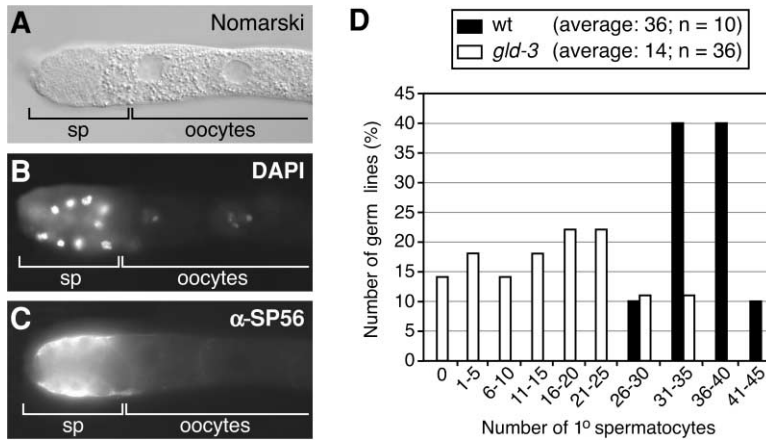 A Nomarski
sp oocytes
B DAPI
sp oocytes
C α-SP56
sp oocytes
D
wt (average: 36; n = 10)
gld-3 (average: 14; n = 36)
Number of germ lines (%)
45
40
35
30
25
20
15
10
5
0
0 1-5 6-10 11-15 16-20 21-25 26-30 31-35 36-40 41-45
Number of 1º spermatocytes